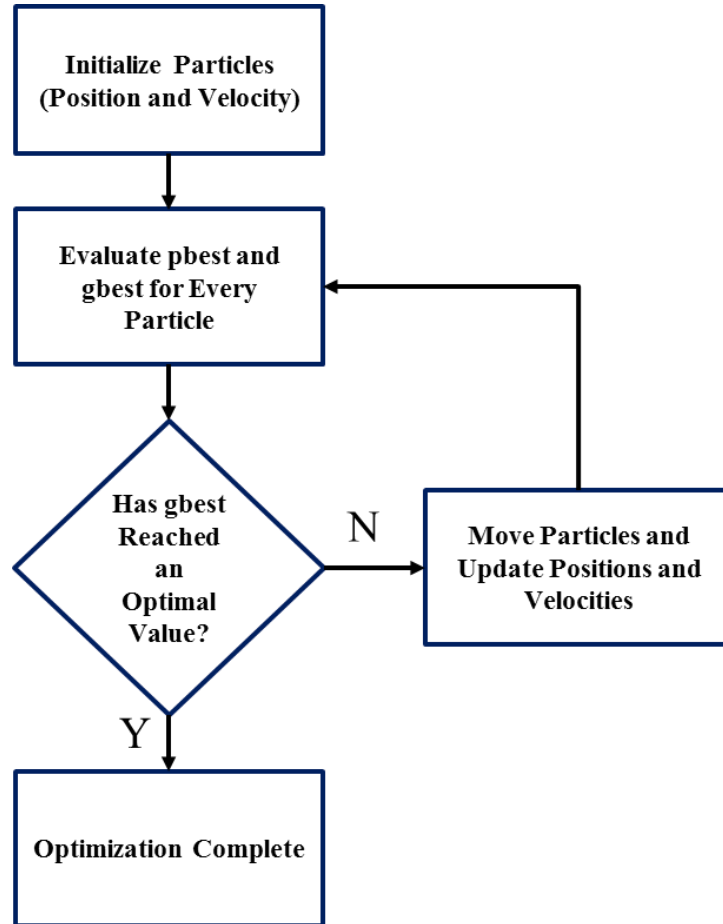 Initialize Particles
(Position and Velocity)
Evaluate pbest and
gbest for Every
Particle
Has gbest
Reached
an
Optimal
Value?
N
Move Particles and
Update Positions and
Velocities
Y
Optimization Complete